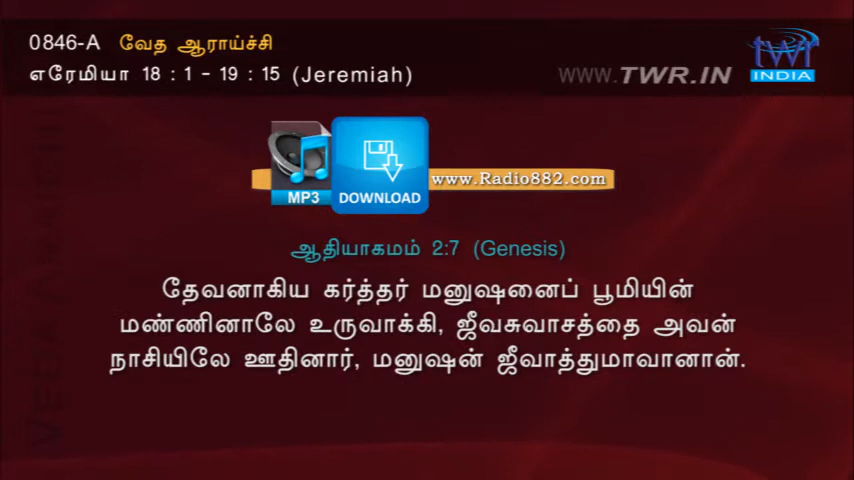 0846-A வேத ஆராய்ச்சி
எரேமியா 18 : 1 – 19 : 15 (Jeremiah)
WWW.TWR.IN
twr
INDIA
MP3
DOWNLOAD
www.Radio882.com
ஆதியாகமம் 2:7 (Genesis)
தேவனாகிய கர்த்தர் மனுஷனைப் பூமியின்
மண்ணினாலே உருவாக்கி, ஜீவசுவாசத்தை அவன்
நாசியிலே ஊதினார், மனுஷன் ஜீவாத்துமாவானான்.